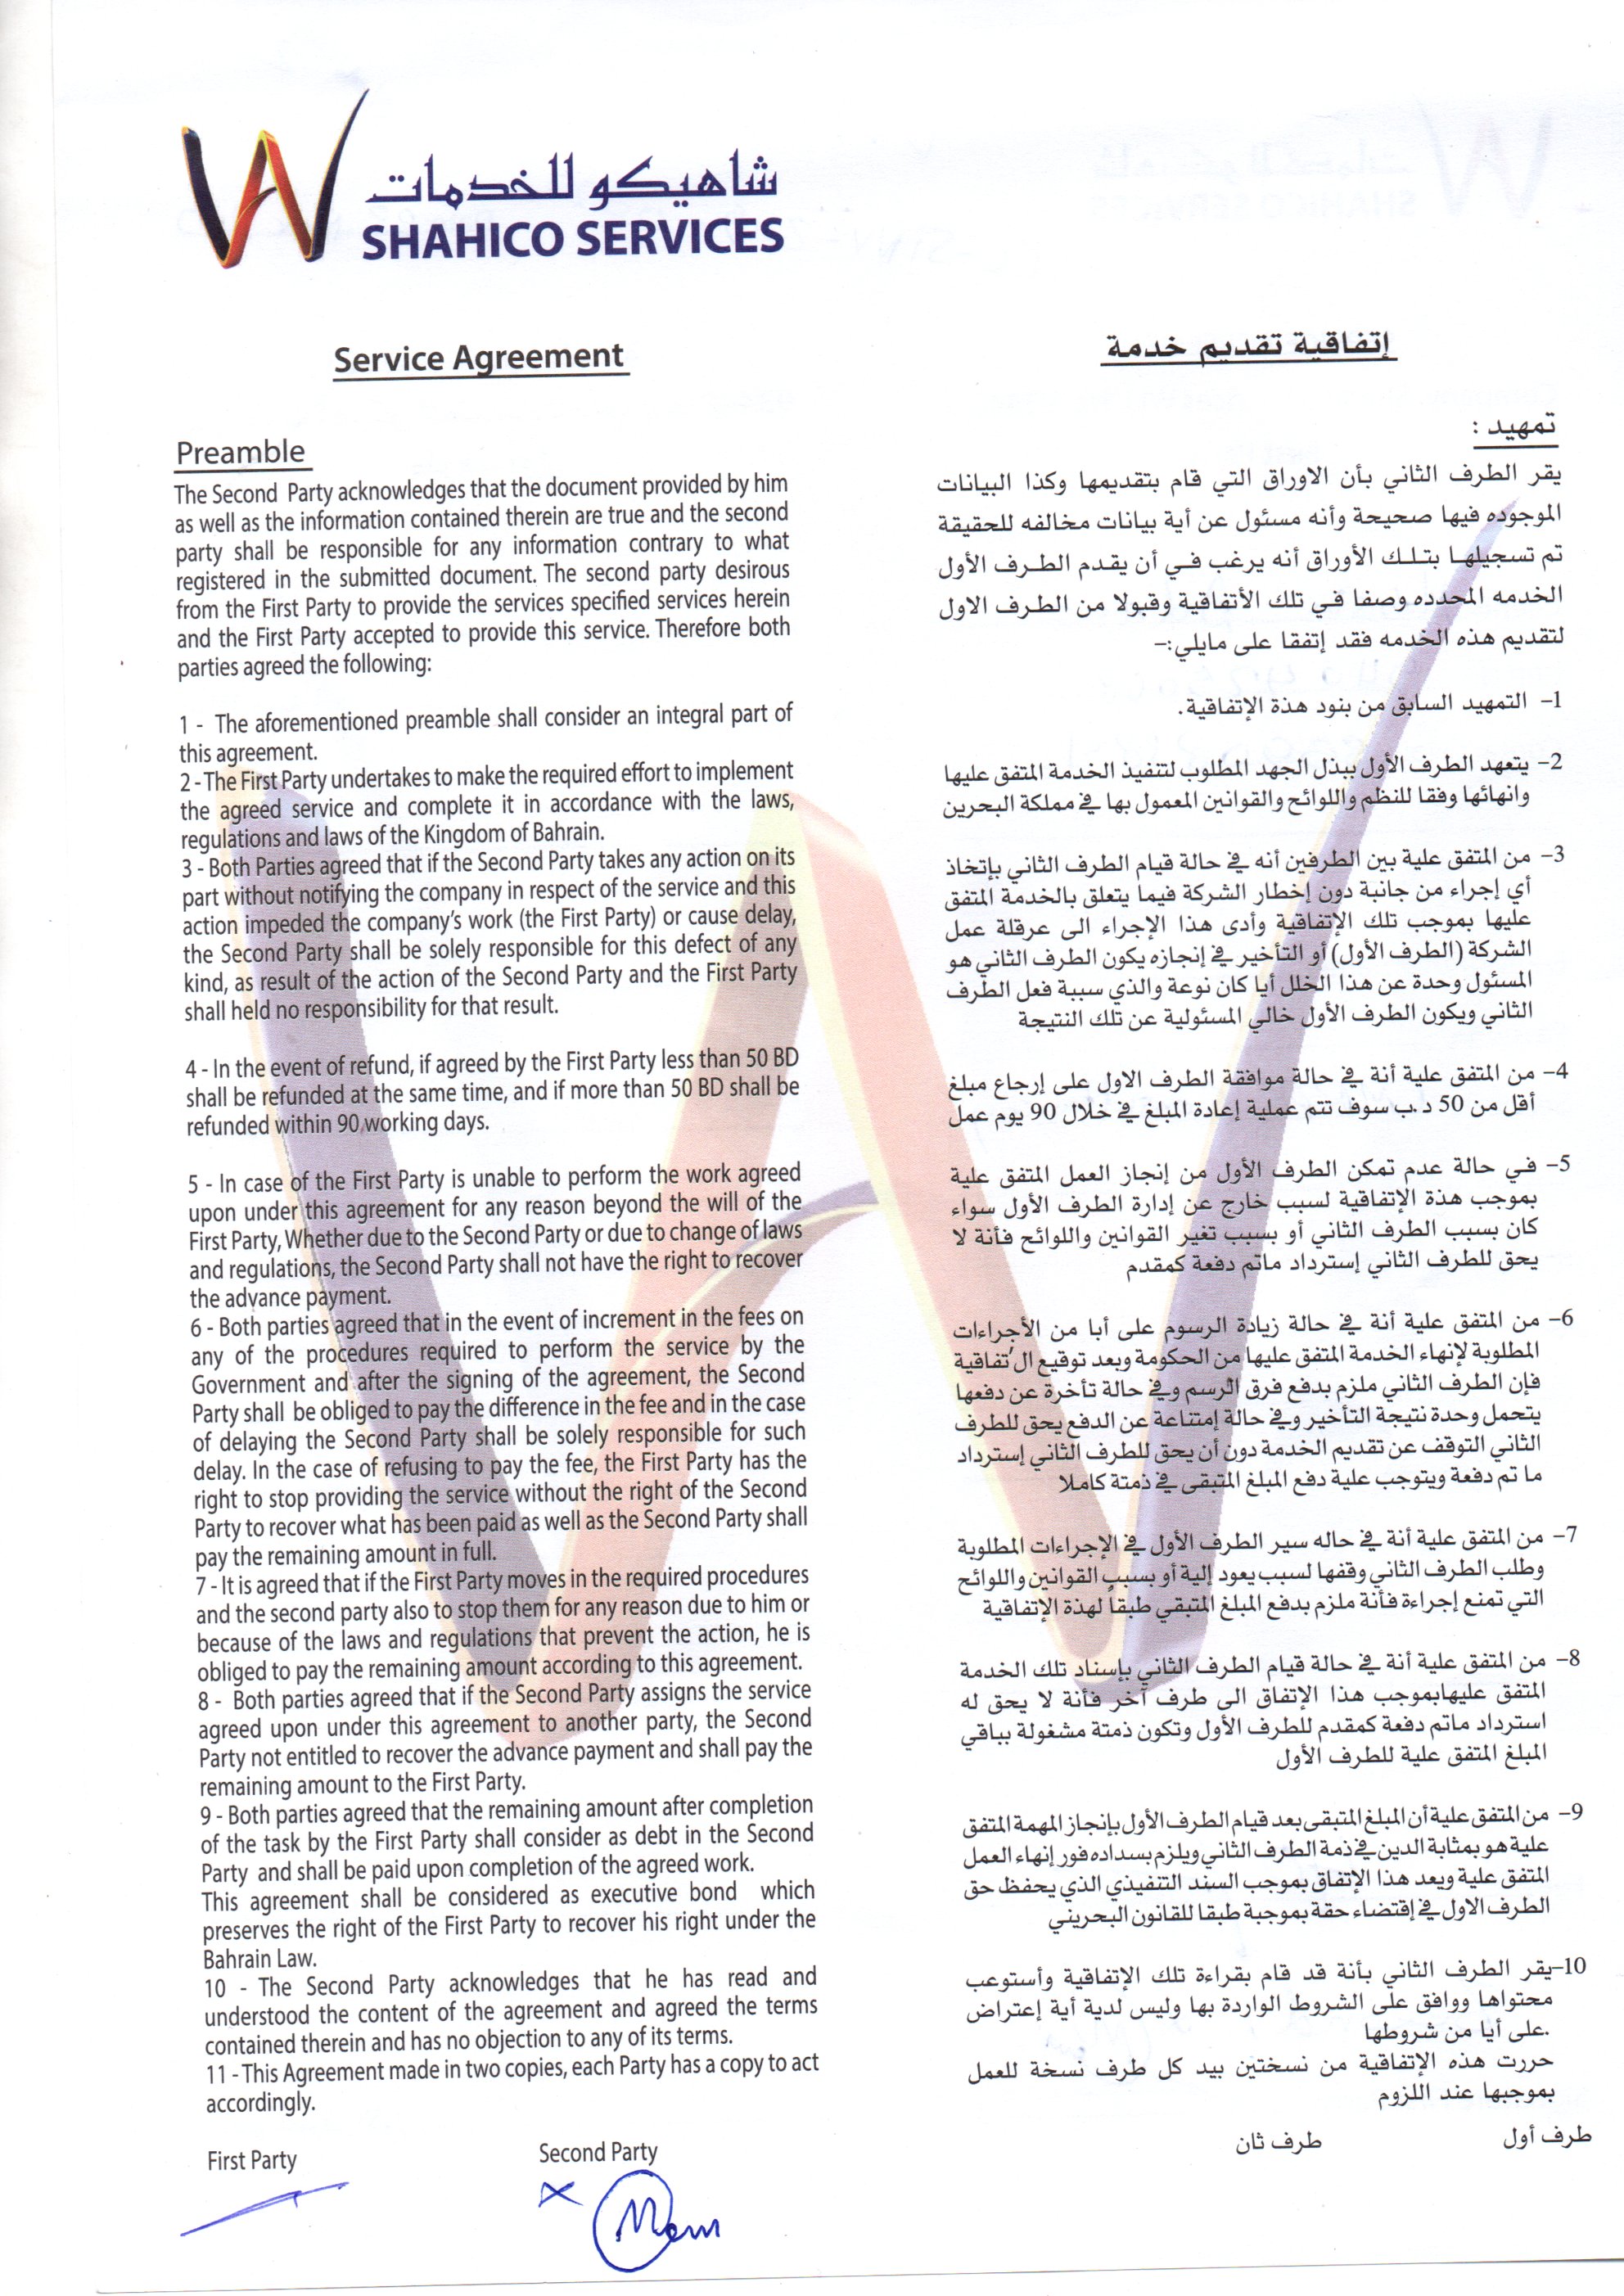 شاهيكو للخدمات
SHAHICO SERVICES
Service Agreement
Preamble
The Second Party acknowledges that the document provided by him
as well as the information contained therein are true and the second
party shall be responsible for any information contrary to what
registered in the submitted document. The second party desirous
from the First Party to provide the services specified services herein
and the First Party accepted to provide this service. Therefore both
parties agreed the following:
1 - The aforementioned preamble shall consider an integral part of
this agreement.
2 - The First Party undertakes to make the required effort to implement
the agreed service and complete it in accordance with the laws,
regulations and laws of the Kingdom of Bahrain.
3 - Both Parties agreed that if the Second Party takes any action on its
part without notifying the company in respect of the service and this
action impeded the company's work (the First Party) or cause delay,
the Second Party shall be solely responsible for this defect of any
kind, as result of the action of the Second Party and the First Party
shall held no responsibility for that result.
4 - In the event of refund, if agreed by the First Party less than 50 BD
shall be refunded at the same time, and if more than 50 BD shall be
refunded within 90 working days.
5 - In case of the First Party is unable to perform the work agreed
upon under this agreement for any reason beyond the will of the
First Party, Whether due to the Second Party or due to change of laws
and regulations, the Second Party shall not have the right to recover
the advance payment.
6 - Both parties agreed that in the event of increment in the fees on
any of the procedures required to perform the service by the
Government and after the signing of the agreement, the Second
Party shall be obliged to pay the difference in the fee and in the case
of delaying the Second Party shall be solely responsible for such
delay. In the case of refusing to pay the fee, the First Party has the
right to stop providing the service without the right of the Second
Party to recover what has been paid as well as the Second Party shall
pay the remaining amount in full.
7 - It is agreed that if the First Party moves in the required procedures
and the second party also to stop them for any reason due to him or
because of the laws and regulations that prevent the action, he is
obliged to pay the remaining amount according to this agreement.
8 - Both parties agreed that if the Second Party assigns the service
agreed upon under this agreement to another party, the Second
Party not entitled to recover the advance payment and shall pay the
remaining amount to the First Party.
9 - Both parties agreed that the remaining amount after completion
of the task by the First Party shall consider as debt in the Second
Party and shall be paid upon completion of the agreed work.
This agreement shall be considered as executive bond which
preserves the right of the First Party to recover his right under the
Bahrain Law.
10 - The Second Party acknowledges that he has read and
understood the content of the agreement and agreed the terms
contained therein and has no objection to any of its terms.
11 - This Agreement made in two copies, each Party has a copy to act
accordingly.
First Party Second Party
إتفاقية تقديم خدمة
تمهيد :
يقر الطرف الثاني بأن الاوراق التي قام بتقديمها وكذا البيانات
الموجوده فيها صحيحة وأنه مسئول عن أية بيانات مخالفه للحقيقة
تم تسجيلها بتلك الأوراق أنه يرغب في أن يقدم الطرف الأول
الخدمه المحدده وصفا في تلك الأتفاقية وقبولا من الطرف الاول
لتقديم هذه الخدمه فقد إتفقا على مايلي:-
1- التمهيد السابق من بنود هذة الإتفاقية.
2- يتعهد الطرف الأول ببذل الجهد المطلوب لتنفيذ الخدمة المتفق عليها
وانهائها وفقا للنظم واللوائح والقوانين المعمول بها في مملكة البحرين
3- من المتفق علية بين الطرفين أنه في حالة قيام الطرف الثاني بإتخاذ
أي إجراء من جانبة دون إخطار الشركة فيما يتعلق بالخدمة المتفق
عليها بموجب تلك الإتفاقية وأدى هذا الإجراء الى عرقلة عمل
الشركة (الطرف الأول) أو التأخير في إنجازه يكون الطرف الثاني هو
المسئول وحدة عن هذا الخلل أيا كان نوعة والذي سببة فعل الطرف
الثاني ويكون الطرف الأول خالي المسئولية عن تلك النتيجة
4- من المتفق علية أنة في حالة موافقة الطرف الاول على إرجاع مبلغ
أقل من 50 د.ب سوف تتم عملية إعادة المبلغ في خلال 90 يوم عمل
5- في حالة عدم تمكن الطرف الأول من إنجاز العمل المتفق علية
بموجب هذة الإتفاقية لسبب خارج عن إدارة الطرف الأول سواء
كان بسبب الطرف الثاني أو بسبب تغير القوانين واللوائح فأنة لا
يحق للطرف الثاني إسترداد ماتم دفعة كمقدم
6- من المتفق علية أنة في حالة زيادة الرسوم على أبا من الأجراءات
المطلوبة لإنهاء الخدمة المتفق عليها من الحكومة وبعد توقيع ال'تفاقية
فإن الطرف الثاني ملزم بدفع فرق الرسم وفي حالة تأخرة عن دفعها
يتحمل وحدة نتيجة التأخير وفي حالة إمتناعة عن الدفع يحق للطرف
الثاني التوقف عن تقديم الخدمة دون أن يحق للطرف الثاني إسترداد
ما تم دفعة ويتوجب علية دفع المبلغ المتبقى في ذمتة كاملا
7- من المتفق علية أنة في حاله سير الطرف الأول في الإجراءات المطلوبة
وطلب الطرف الثاني وقفها لسبب يعود إلية أو بسبب القوانين واللوائح
التي تمنع إجراءة فأنة ملزم بدفع المبلغ المتبقي طبقاً لهذة الإتفاقية
8- من المتفق علية أنة في حالة قيام الطرف الثاني بإسناد تلك الخدمة
المتفق عليهابموجب هذا الإتفاق الى طرف آخر فأنة لا يحق له
استرداد ماتم دفعة كمقدم للطرف الأول وتكون ذمتة مشغولة بباقي
المبلغ المتفق علية للطرف الأول
9- من المتفق علية أن المبلغ المتبقى بعد قيام الطرف الأول بإنجاز المهمة المتفق
علية هو بمثابة الدين في ذمة الطرف الثاني ويلزم بسداده فور إنهاء العمل
المتفق علية ويعد هذا الإتفاق بموجب السند التنفيذي الذي يحفظ حق
الطرف الاول في إقتضاء حقة بموجبة طبقا للقانون البحريني
10-يقر الطرف الثاني بأنة قد قام بقراءة تلك الإتفاقية وأستوعب
محتواها ووافق على الشروط الواردة بها وليس لدية أية إعتراض
.على أيا من شروطها
حررت هذه الإتفاقية من نسختين بيد كل طرف نسخة للعمل
بموجبها عند اللزوم
طرف أول طرف ثان